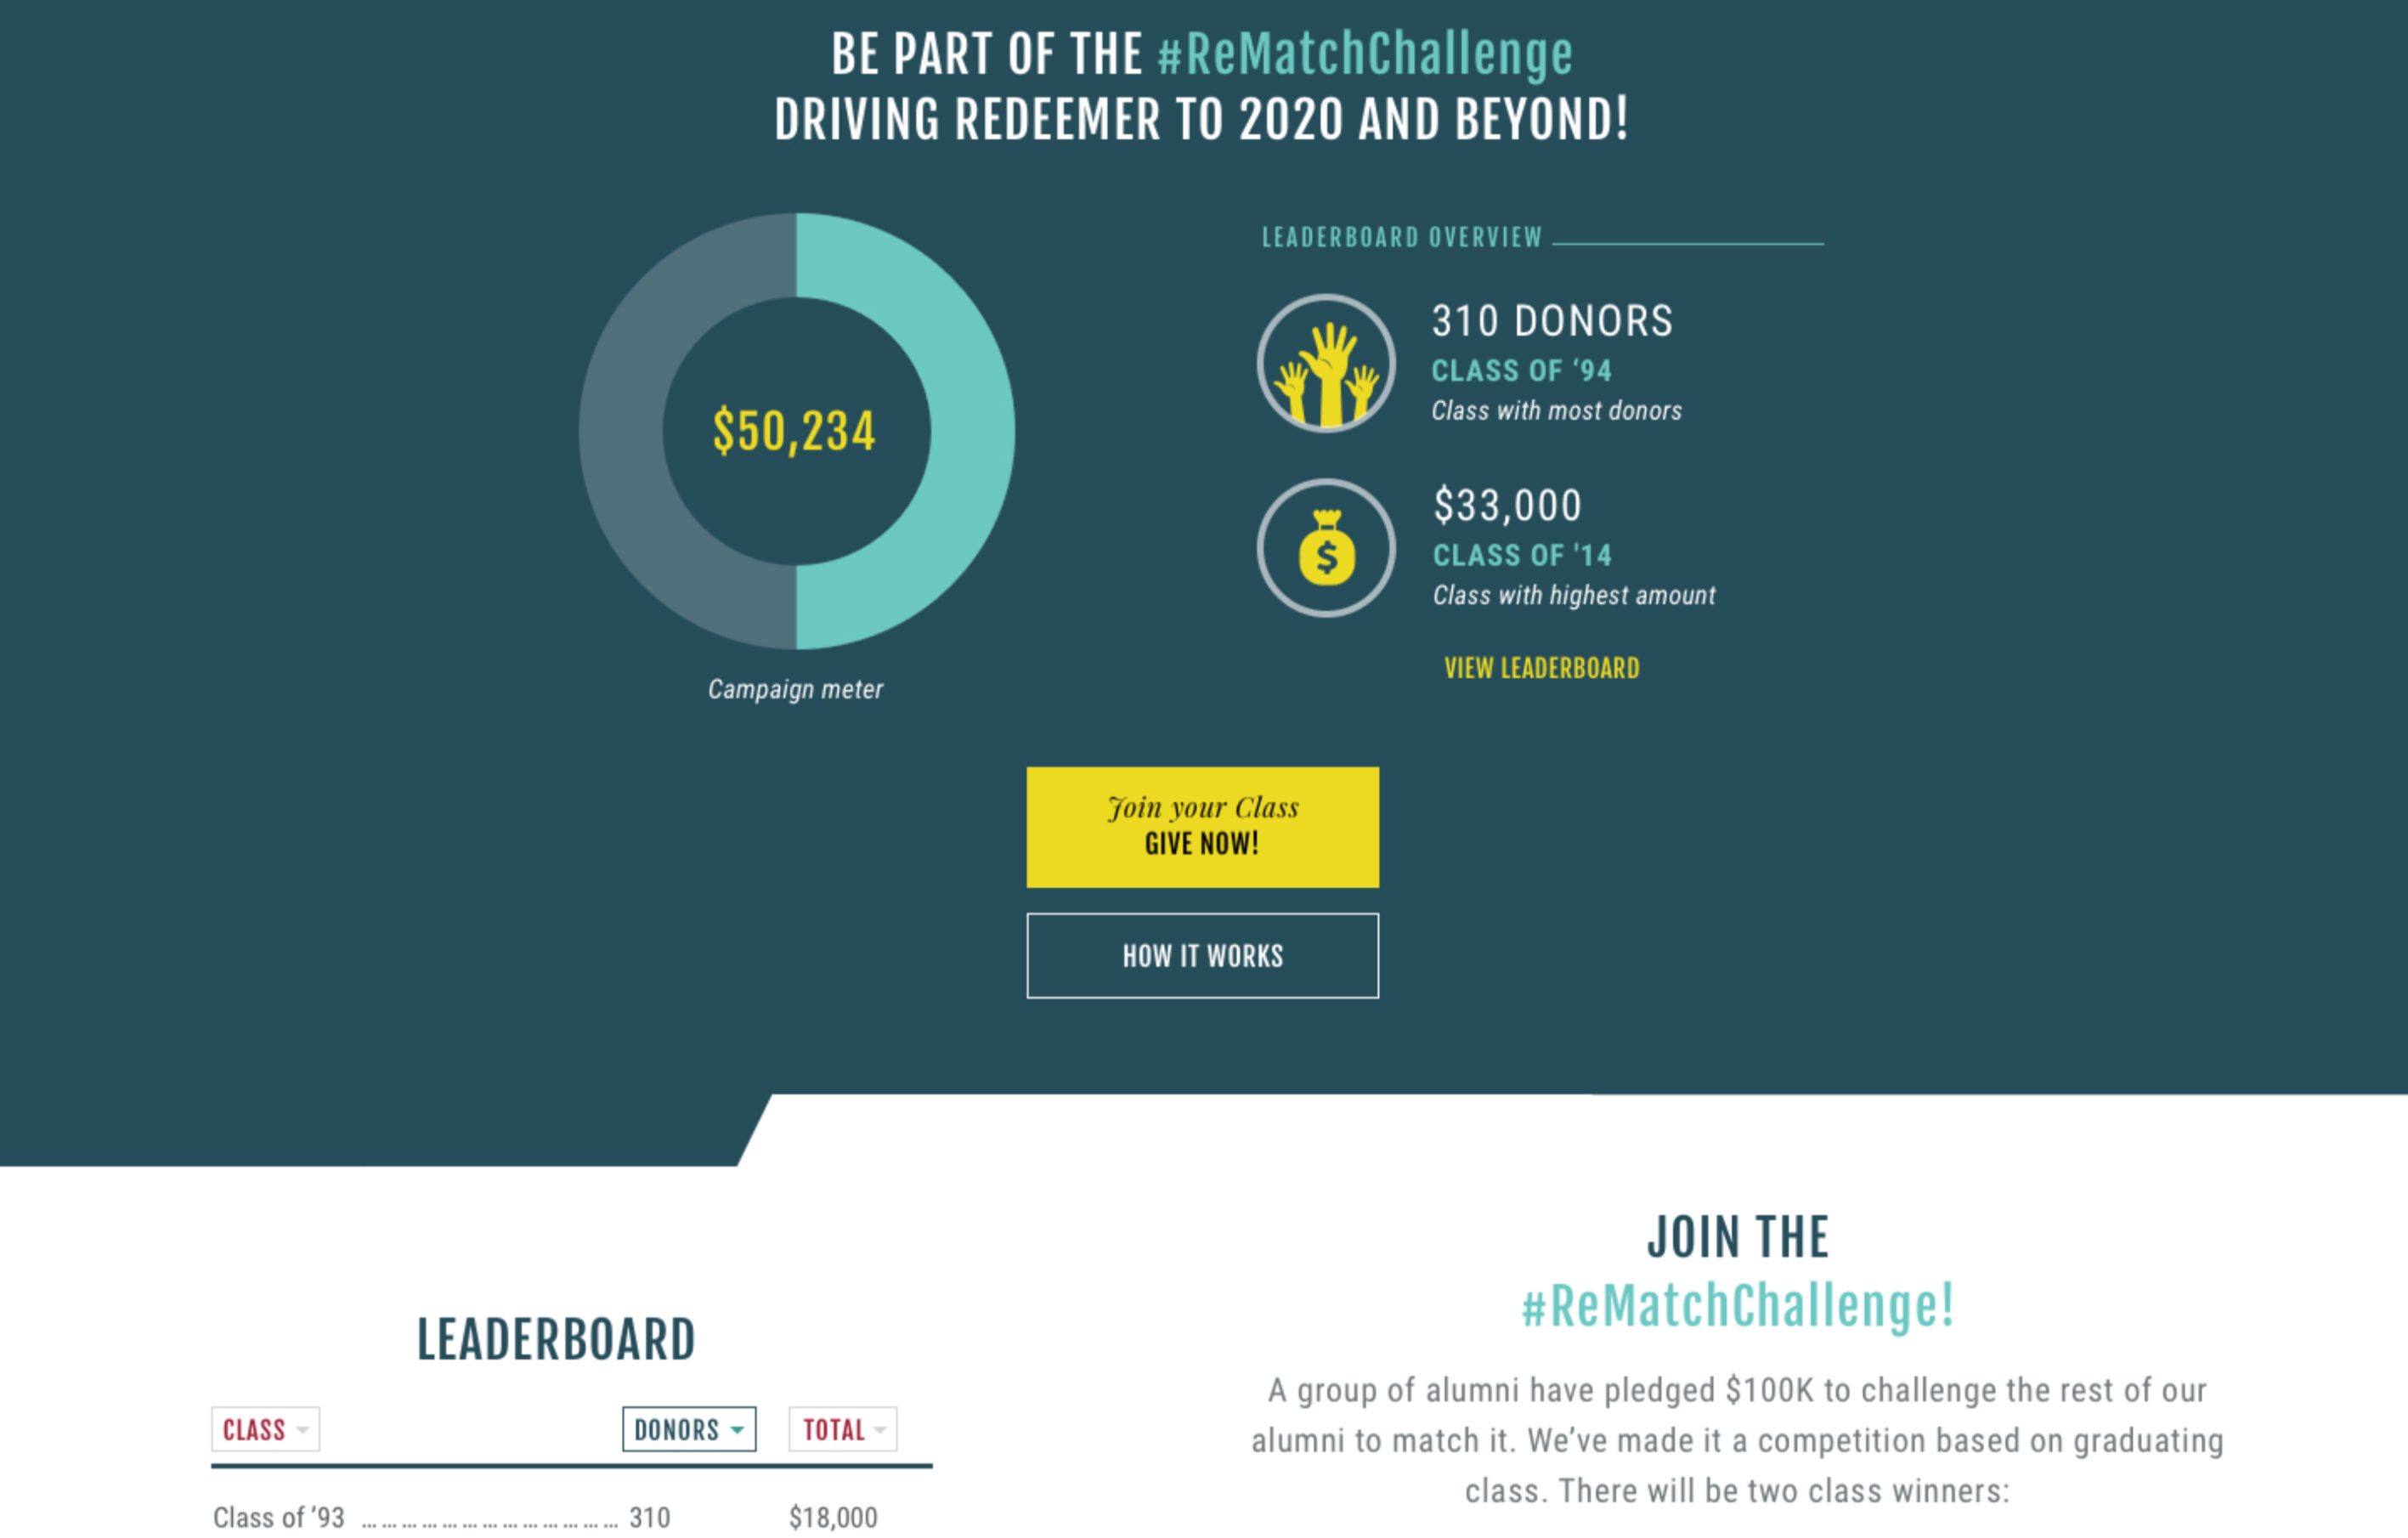 BE PART OF THE #ReMatchChallenge
DRIVING REDEEMER TO 2020 AND BEYOND!
$50,234
Campaign meter
LEADERBOARD OVERVIEW
310 DONORS
CLASS OF ‘94
Class with most donors
$
$33,000
CLASS OF '14
Class with highest amount
VIEW LEADERBOARD
Join your Class
GIVE NOW!
HOW IT WORKS
LEADERBOARD
CLASS DONORS TOTAL
Class of ’93 ... ... ... ... ... ... ... ... ... ... ... ... ... 310 $18,000
JOIN THE
#ReMatchChallenge!
A group of alumni have pledged $100K to challenge the rest of our
alumni to match it. We’ve made it a competition based on graduating
class. There will be two class winners: